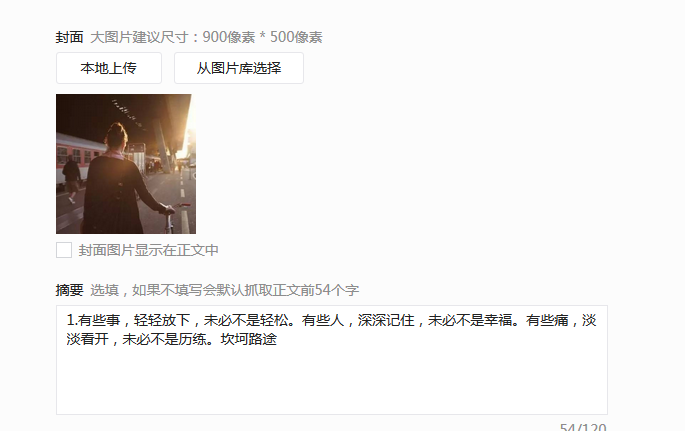 封面 大图片建议尺寸：900像素 * 500像素
本地上传 从图片库选择
封面图片显示在正文中
摘要 选填，如果不填写会默认抓取正文前54个字
1.有些事，轻轻放下，未必不是轻松。有些人，深深记住，未必不是幸福。有些痛，淡
淡看开，未必不是历练。坎坷路途
54/120